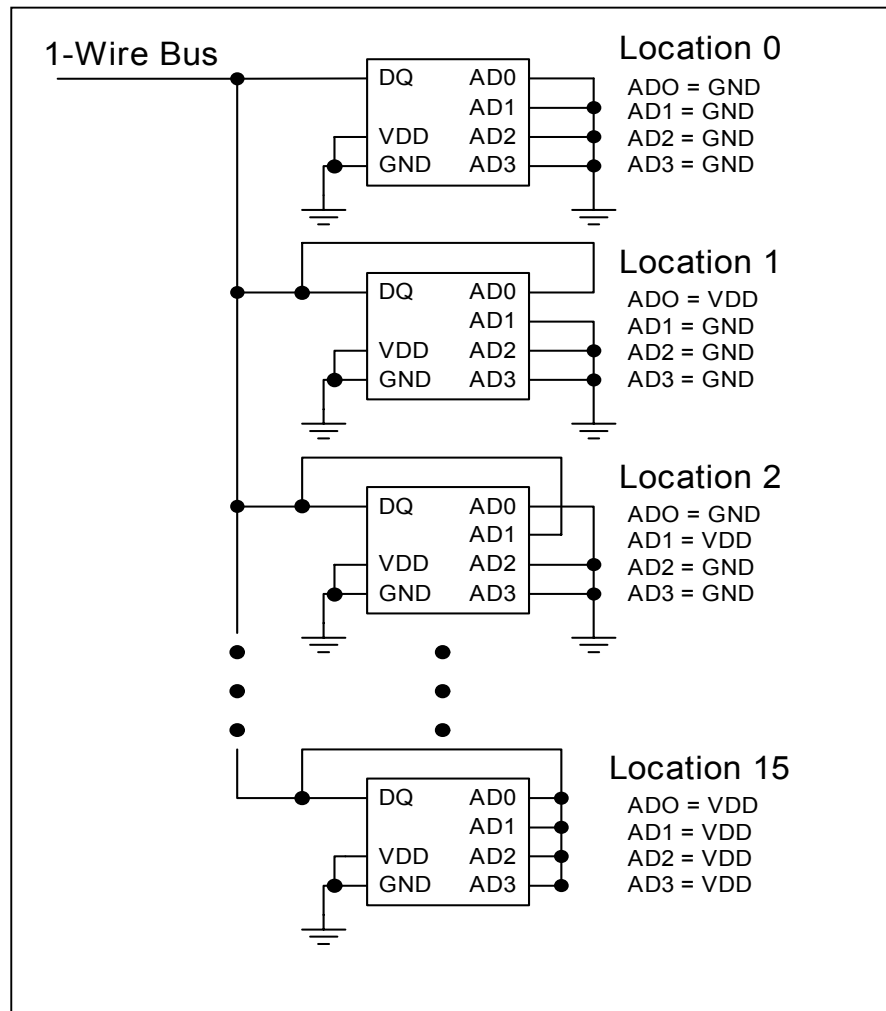 1-Wire Bus
DQ AD0
AD1
VDD AD2
GND AD3
Location 0
ADO = GND
AD1 = GND
AD2 = GND
AD3 = GND
DQ AD0
AD1
VDD AD2
GND AD3
Location 1
ADO = VDD
AD1 = GND
AD2 = GND
AD3 = GND
DQ AD0
AD1
VDD AD2
GND AD3
Location 2
ADO = GND
AD1 = VDD
AD2 = GND
AD3 = GND
DQ AD0
AD1
VDD AD2
GND AD3
Location 15
ADO = VDD
AD1 = VDD
AD2 = VDD
AD3 = VDD